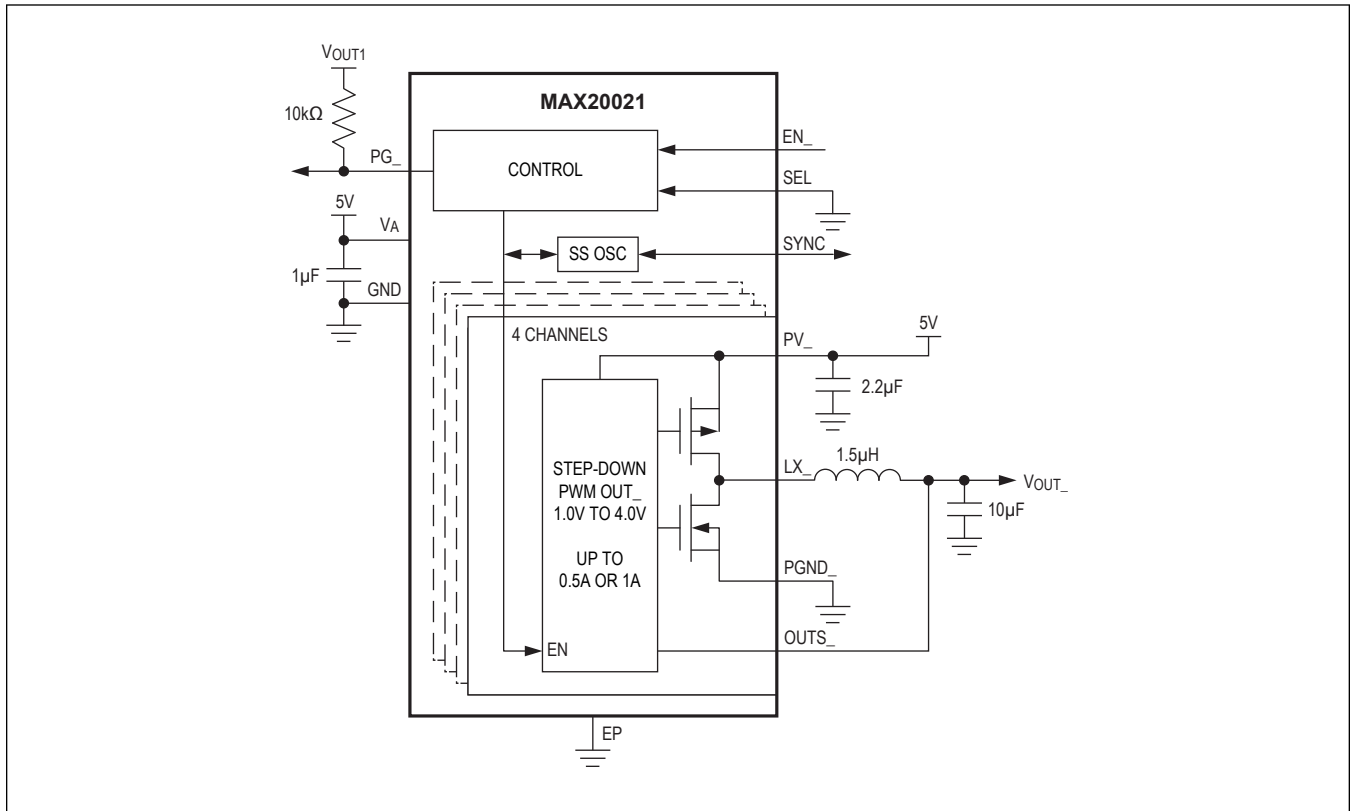 VOUT1
MAX20021
10kΩ
PG_
CONTROL
EN_
SEL
5V
VA
SS OSC
SYNC
1µF
GND
4 CHANNELS
PV_
5V
2.2µF
STEP-DOWN
PWM OUT_
1.0V TO 4.0V
UP TO
0.5A OR 1A
LX_
1.5µH
VOUT_
10µF
PGND_
OUTS_
EN
EP